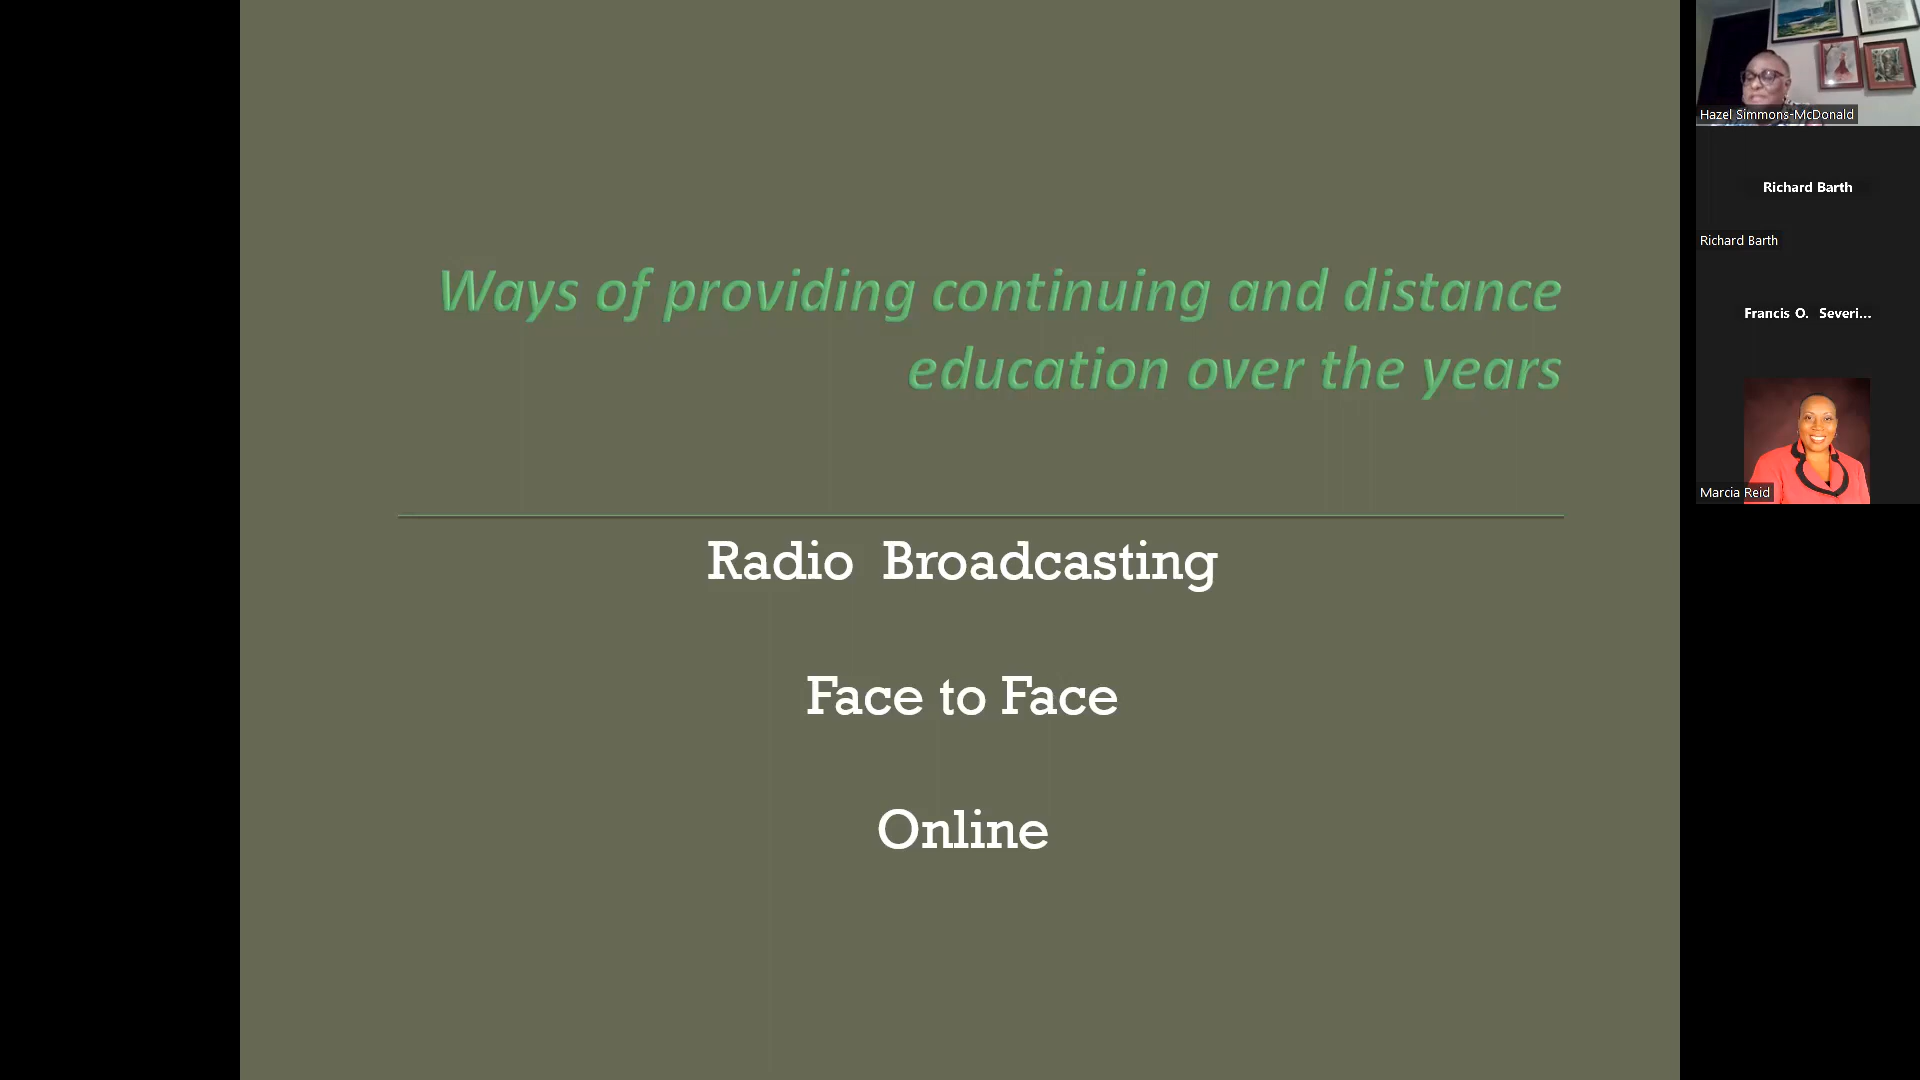 Ways of providing continuing and distance
education over the years
Radio Broadcasting
Face to Face
Online
Hazel Simmons-McDonald
Richard Barth
Richard Barth
Francis O. Severi...
Marcia Reid